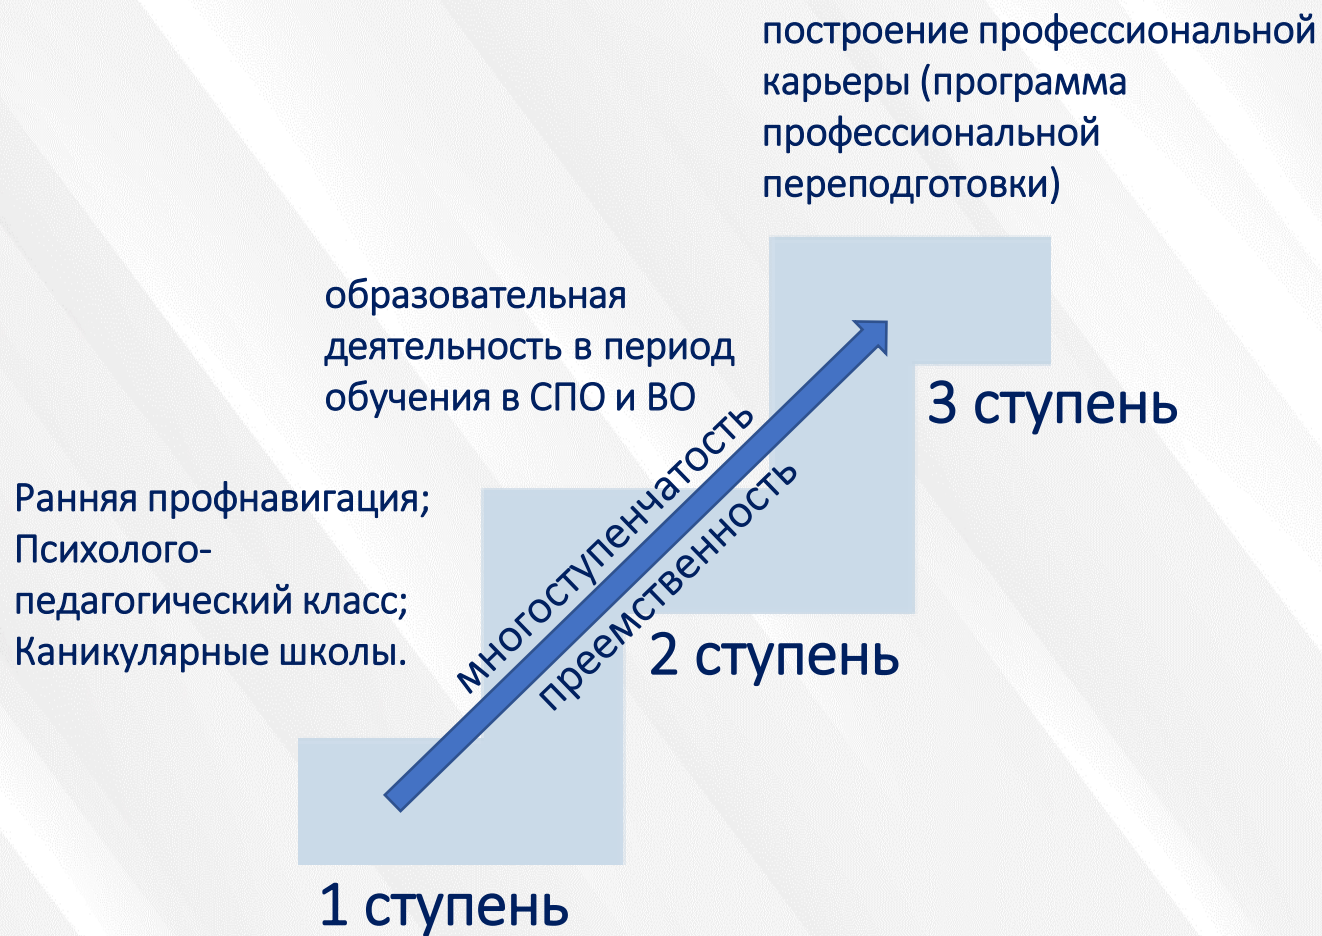 построение профессиональной
карьеры (программа
профессиональной
переподготовки)
образовательная
деятельность в период
обучения в СПО и ВО
3 ступень
многоступенчатость
преемственность
Ранняя профнавигация;
Психолого-
педагогический класс;
Каникулярные школы.
2 ступень
1 ступень